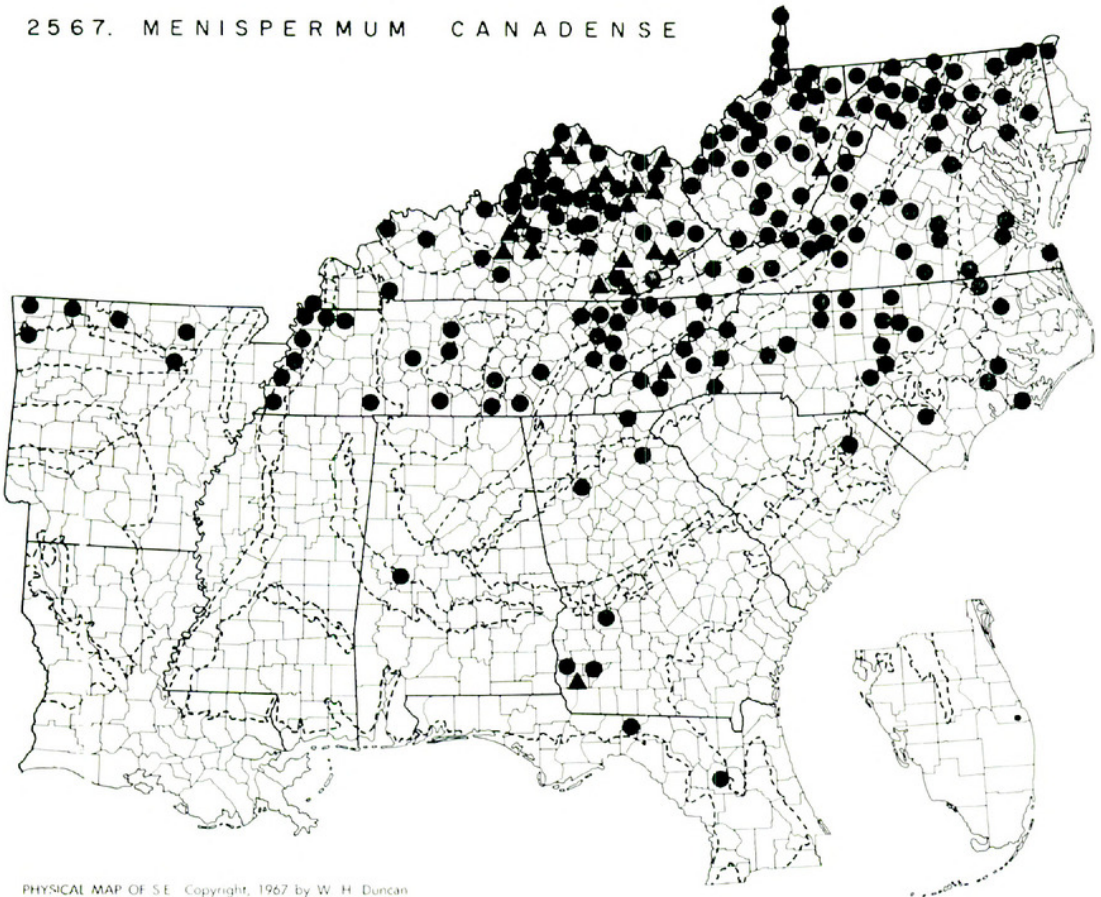 2567. MENISPERMUM CANADENSE
PHYSICAL MAP OF S E Copyright, 1967 by W H Duncan